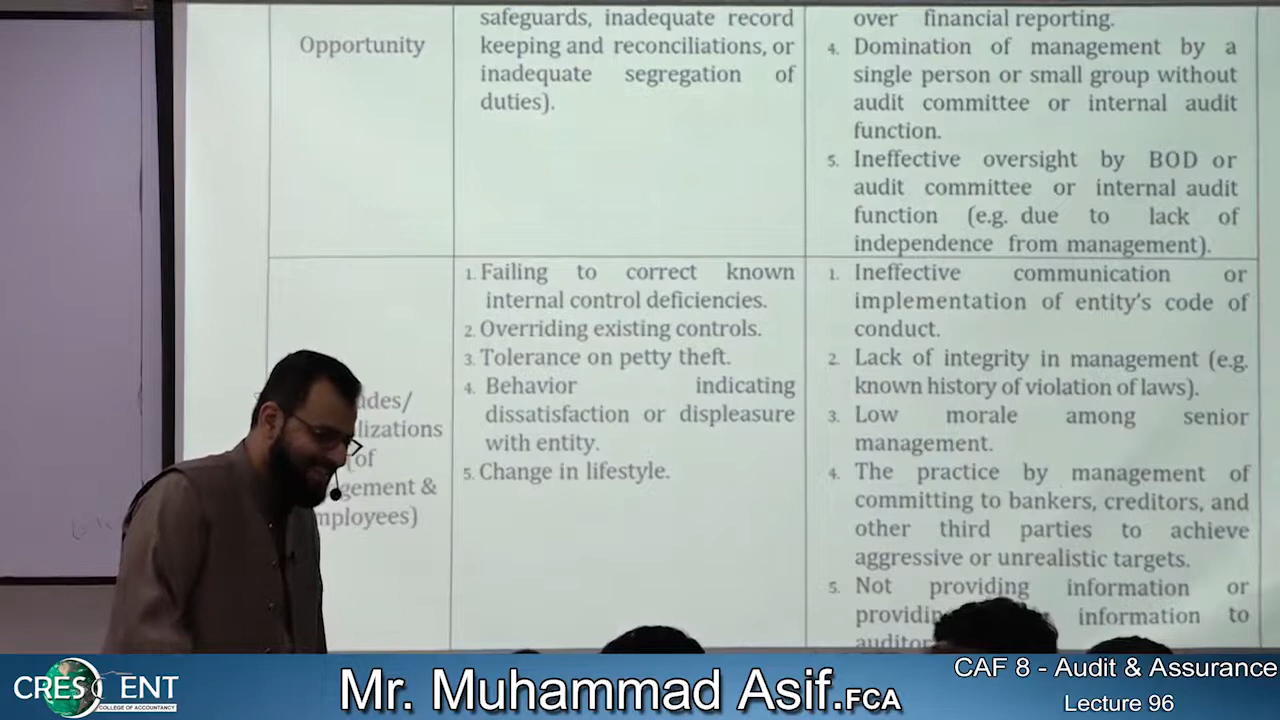 Opportunity
safeguards, inadequate record
keeping and reconciliations, or
inadequate segregation of
duties).
over financial reporting.
4. Domination of management by a
single person or small group without
audit committee or internal audit
function.
5. Ineffective oversight by BOD or
audit committee or internal audit
function (e.g. due to lack of
independence from management).
udes/
lizations
(of
gement &
mployees)
1. Failing to correct known
internal control deficiencies.
2. Overriding existing controls.
3. Tolerance on petty theft.
4. Behavior indicating
dissatisfaction or displeasure
with entity.
5. Change in lifestyle.
1. Ineffective communication or
implementation of entity's code of
conduct.
2. Lack of integrity in management (e.g.
known history of violation of laws).
3. Low morale among senior
management.
4. The practice by management of
committing to bankers, creditors, and
other third parties to achieve
aggressive or unrealistic targets.
5. Not providing information or
providin information to
auditor
CRESCENT
COLLEGE OF ACCOUNTANCY
Mr. Muhammad Asif.FCA
CAF 8 - Audit & Assurance
Lecture 96